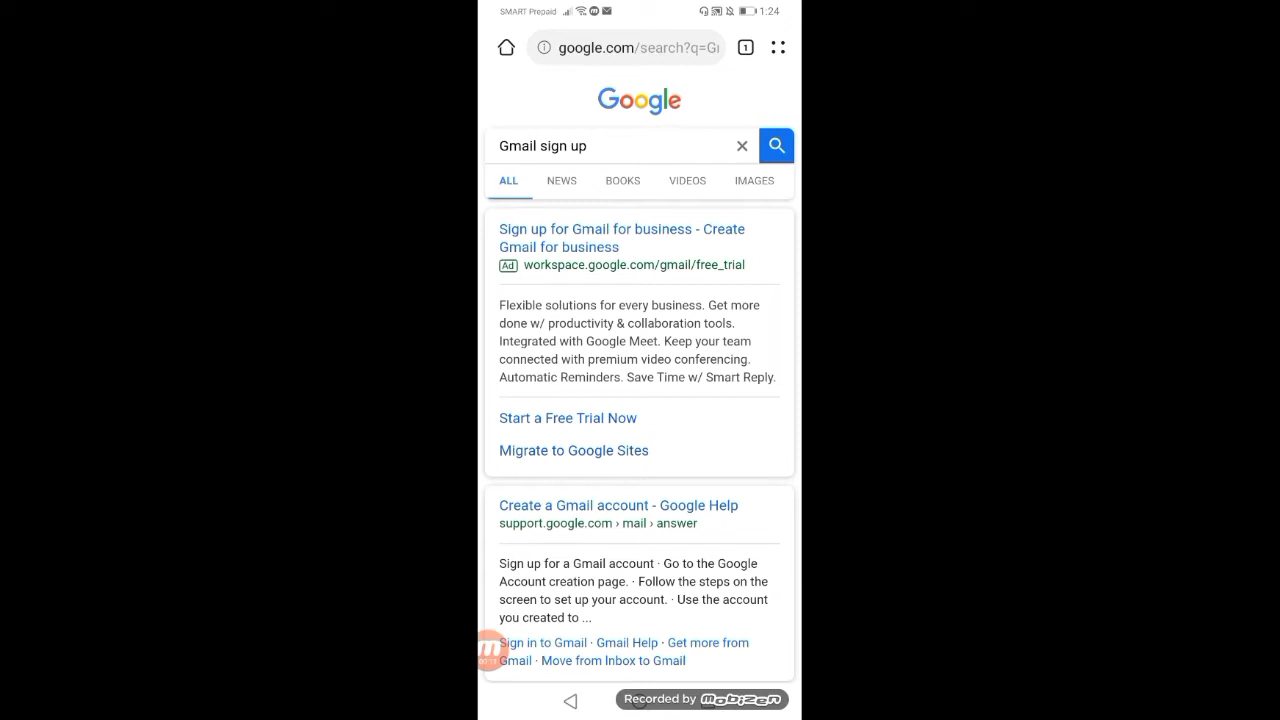 SMART Prepaid
1:24
google.com/search?q=G
1
Google
Gmail sign up
ALL NEWS BOOKS VIDEOS IMAGES
Sign up for Gmail for business - Create
Gmail for business
Ad workspace.google.com/gmail/free_trial
Flexible solutions for every business. Get more
done w/ productivity & collaboration tools.
Integrated with Google Meet. Keep your team
connected with premium video conferencing.
Automatic Reminders. Save Time w/ Smart Reply.
Start a Free Trial Now
Migrate to Google Sites
Create a Gmail account - Google Help
support.google.com › mail › answer
Sign up for a Gmail account · Go to the Google
Account creation page. · Follow the steps on the
screen to set up your account. · Use the account
you created to ...
Sign in to Gmail · Gmail Help · Get more from
Gmail · Move from Inbox to Gmail
Recorded by MOBIZEN